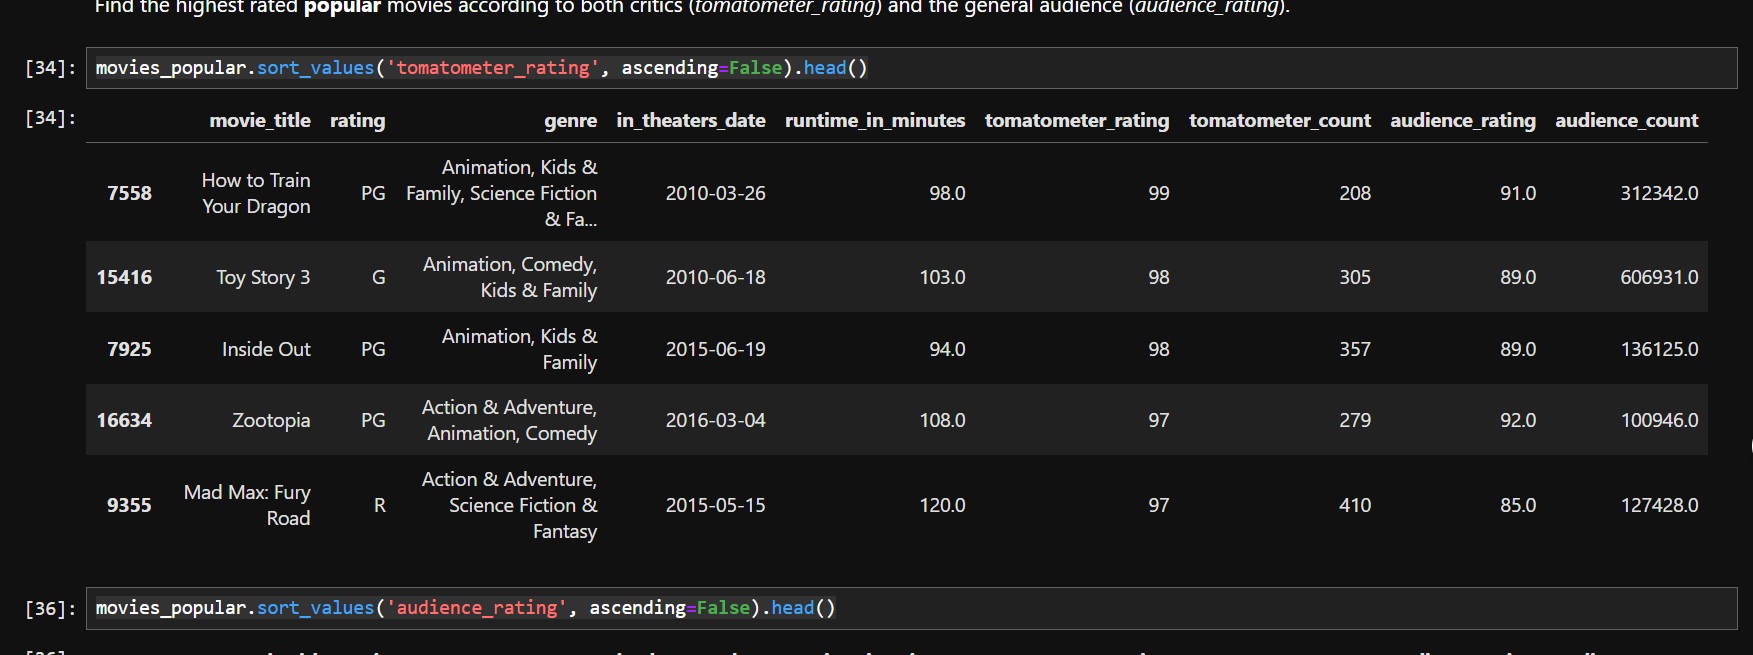 Find the highest rated popular movies according to both critics (tomatometer_rating) and the general audience (audience_rating).
[34]: movies_popular.sort_values('tomatometer_rating', ascending=False).head()
[34]: movie_title rating genre in_theaters_date runtime_in_minutes tomatometer_rating tomatometer_count audience_rating audience_count
7558 How to Train Your Dragon PG Animation, Kids & Family, Science Fiction & Fa... 2010-03-26 98.0 99 208 91.0 312342.0
15416 Toy Story 3 G Animation, Comedy, Kids & Family 2010-06-18 103.0 98 305 89.0 606931.0
7925 Inside Out PG Animation, Kids & Family 2015-06-19 94.0 98 357 89.0 136125.0
16634 Zootopia PG Action & Adventure, Animation, Comedy 2016-03-04 108.0 97 279 92.0 100946.0
9355 Mad Max: Fury Road R Action & Adventure, Science Fiction & Fantasy 2015-05-15 120.0 97 410 85.0 127428.0
[36]: movies_popular.sort_values('audience_rating', ascending=False).head()